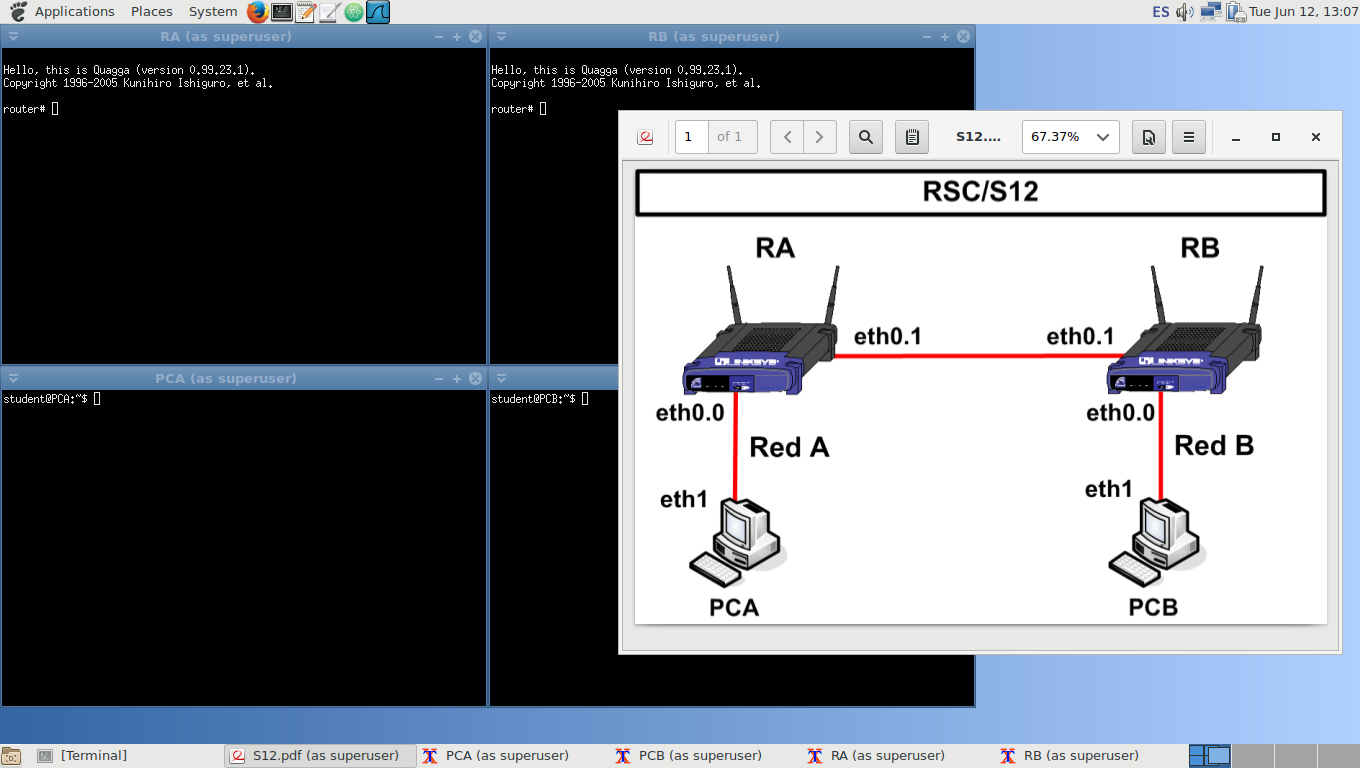 Applications Places System
ES Tue Jun 12, 13:07
RA (as superuser)
Hello, this is Quagga (version 0.99.23.1).
Copyright 1996-2005 Kunihiro Ishiguro, et al.
router#
RB (as superuser)
Hello, this is Quagga (version 0.99.23.1).
Copyright 1996-2005 Kunihiro Ishiguro, et al.
router#
PCA (as superuser)
student@PCA:~$
student@PCB:~$
1 of 1 S12.... 67.37%
RSC/S12
RA RB
eth0.1 eth0.1
LINKSYS LINKSYS
eth0.0 eth0.0
Red A Red B
eth1 eth1
PCA PCB
[Terminal] S12.pdf (as superuser) PCA (as superuser) PCB (as superuser) RA (as superuser) RB (as superuser)